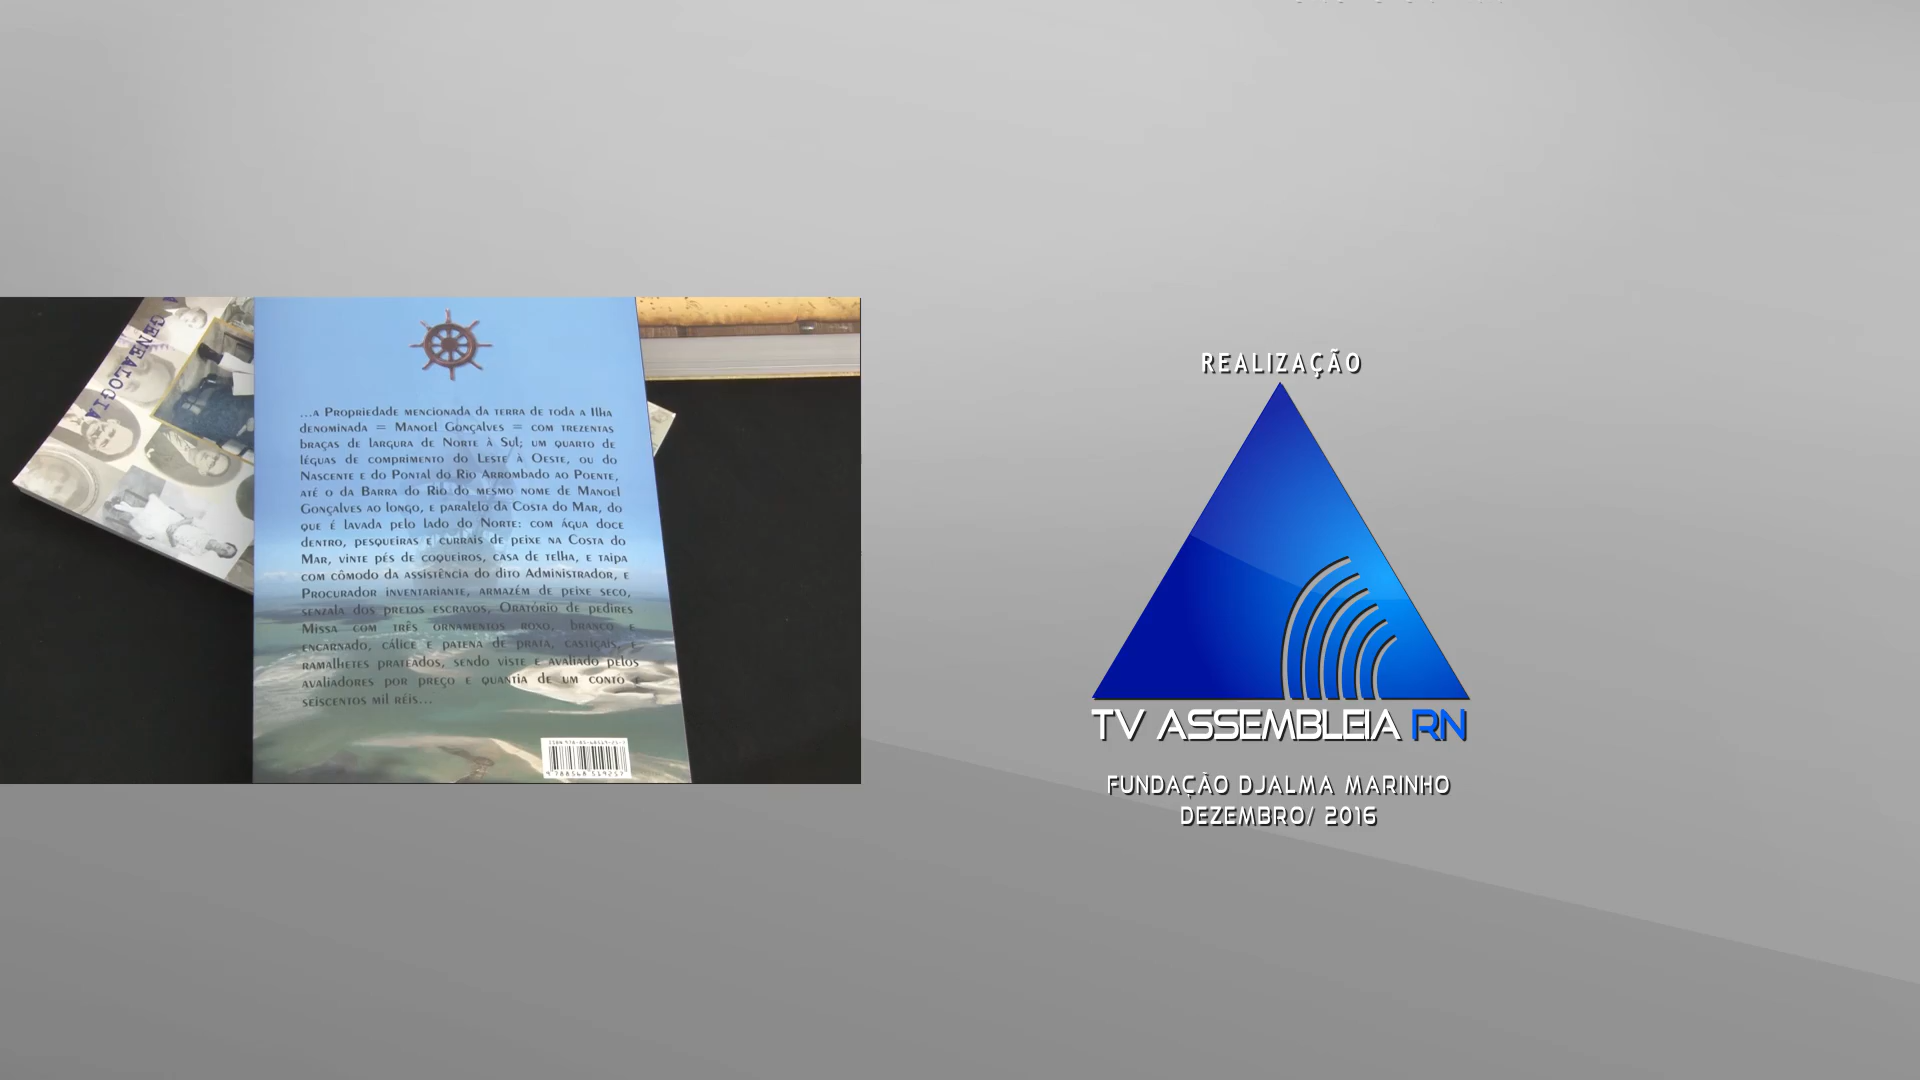 GENEALOGIA
...a Propriedade mencionada da terra de toda a Ilha
denominada = Manoel Gonçalves = com trezentas
braças de largura de Norte à Sul; um quarto de
léguas de comprimento do Leste à Oeste, ou do
Nascente e do Pontal do Rio Arrombado ao Poente,
até o da Barra do Rio do mesmo nome de Manoel
Gonçalves ao longo, e paralelo da Costa do Mar, do
que é lavada pelo lado do Norte: com água doce
dentro, pesqueiras e currais de peixe na Costa do
Mar, vinte pés de coqueiros, casa de telha, e taipa
com cômodo da assistência do dito Administrador, e
Procurador inventariante, armazém de peixe seco,
senzala dos pretos escravos, Oratório de pedires
Missa com três ornamentos roxo, branco e
encarnado, cálice e patena de prata, castiçais, e
ramalhetes prateados, sendo viste e avaliado pelos
avaliadores por preço e quantia de um conto e
seiscentos mil réis...
9 788568 519257
REALIZAÇÃO
TV ASSEMBLEIA RN
FUNDAÇÃO DJALMA MARINHO
DEZEMBRO/ 2016